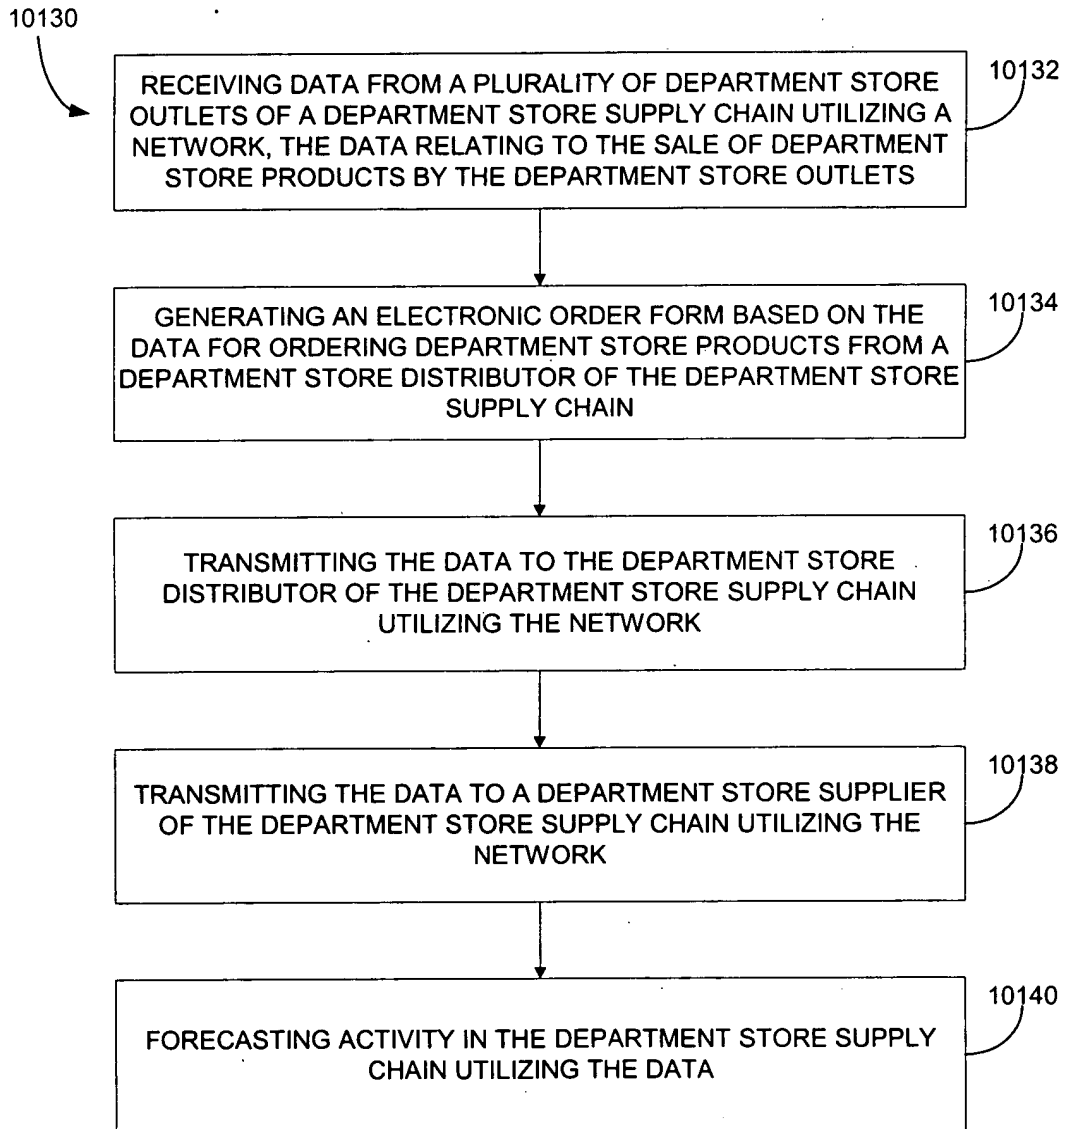 10130
RECEIVING DATA FROM A PLURALITY OF DEPARTMENT STORE
OUTLETS OF A DEPARTMENT STORE SUPPLY CHAIN UTILIZING A
NETWORK, THE DATA RELATING TO THE SALE OF DEPARTMENT
STORE PRODUCTS BY THE DEPARTMENT STORE OUTLETS
10132
GENERATING AN ELECTRONIC ORDER FORM BASED ON THE
DATA FOR ORDERING DEPARTMENT STORE PRODUCTS FROM A
DEPARTMENT STORE DISTRIBUTOR OF THE DEPARTMENT STORE
SUPPLY CHAIN
10134
TRANSMITTING THE DATA TO THE DEPARTMENT STORE
DISTRIBUTOR OF THE DEPARTMENT STORE SUPPLY CHAIN
UTILIZING THE NETWORK
10136
TRANSMITTING THE DATA TO A DEPARTMENT STORE SUPPLIER
OF THE DEPARTMENT STORE SUPPLY CHAIN UTILIZING THE
NETWORK
10138
FORECASTING ACTIVITY IN THE DEPARTMENT STORE SUPPLY
CHAIN UTILIZING THE DATA
10140